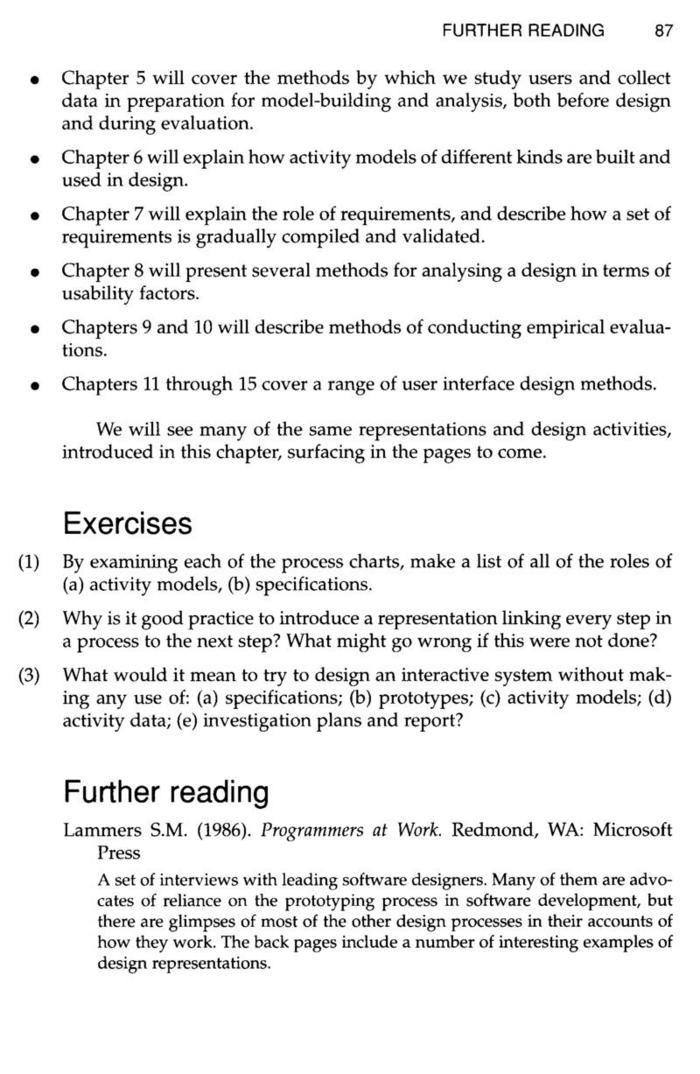 FURTHER READING 87
• Chapter 5 will cover the methods by which we study users and collect
data in preparation for model-building and analysis, both before design
and during evaluation.
• Chapter 6 will explain how activity models of different kinds are built and
used in design.
• Chapter 7 will explain the role of requirements, and describe how a set of
requirements is gradually compiled and validated.
• Chapter 8 will present several methods for analysing a design in terms of
usability factors.
• Chapters 9 and 10 will describe methods of conducting empirical evalua-
tions.
• Chapters 11 through 15 cover a range of user interface design methods.
We will see many of the same representations and design activities,
introduced in this chapter, surfacing in the pages to come.
Exercises
(1) By examining each of the process charts, make a list of all of the roles of
(a) activity models, (b) specifications.
(2) Why is it good practice to introduce a representation linking every step in
a process to the next step? What might go wrong if this were not done?
(3) What would it mean to try to design an interactive system without mak-
ing any use of: (a) specifications; (b) prototypes; (c) activity models; (d)
activity data; (e) investigation plans and report?
Further reading
Lammers S.M. (1986). Programmers at Work. Redmond, WA: Microsoft
Press
A set of interviews with leading software designers. Many of them are advo-
cates of reliance on the prototyping process in software development, but
there are glimpses of most of the other design processes in their accounts of
how they work. The back pages include a number of interesting examples of
design representations.